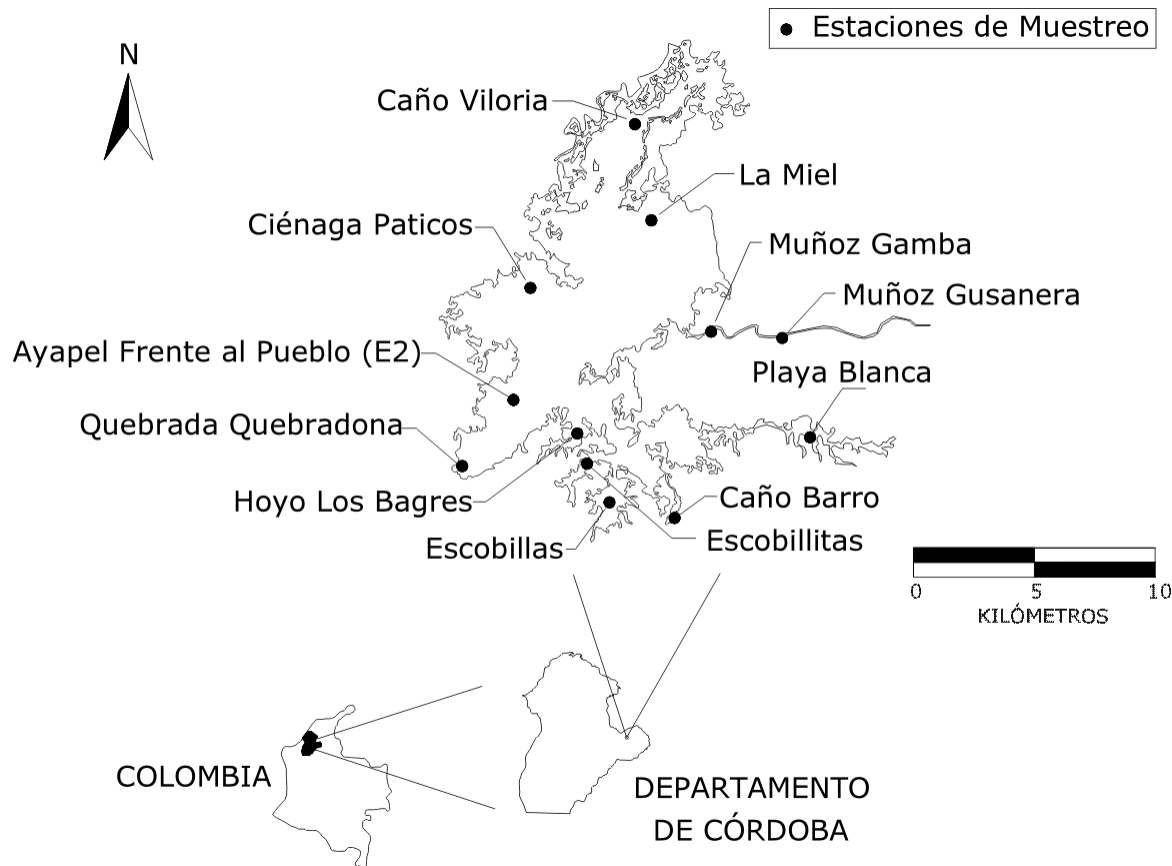 Estaciones de Muestreo
N
Caño Viloria
La Miel
Ciénaga Paticos
Muñoz Gamba
Muñoz Gusanera
Ayapel Frente al Pueblo (E2)
Playa Blanca
Quebrada Quebradona
Hoyo Los Bagres
Caño Barro
Escobillas
Escobillitas
0 5 10
KILÓMETROS
COLOMBIA
DEPARTAMENTO
DE CÓRDOBA